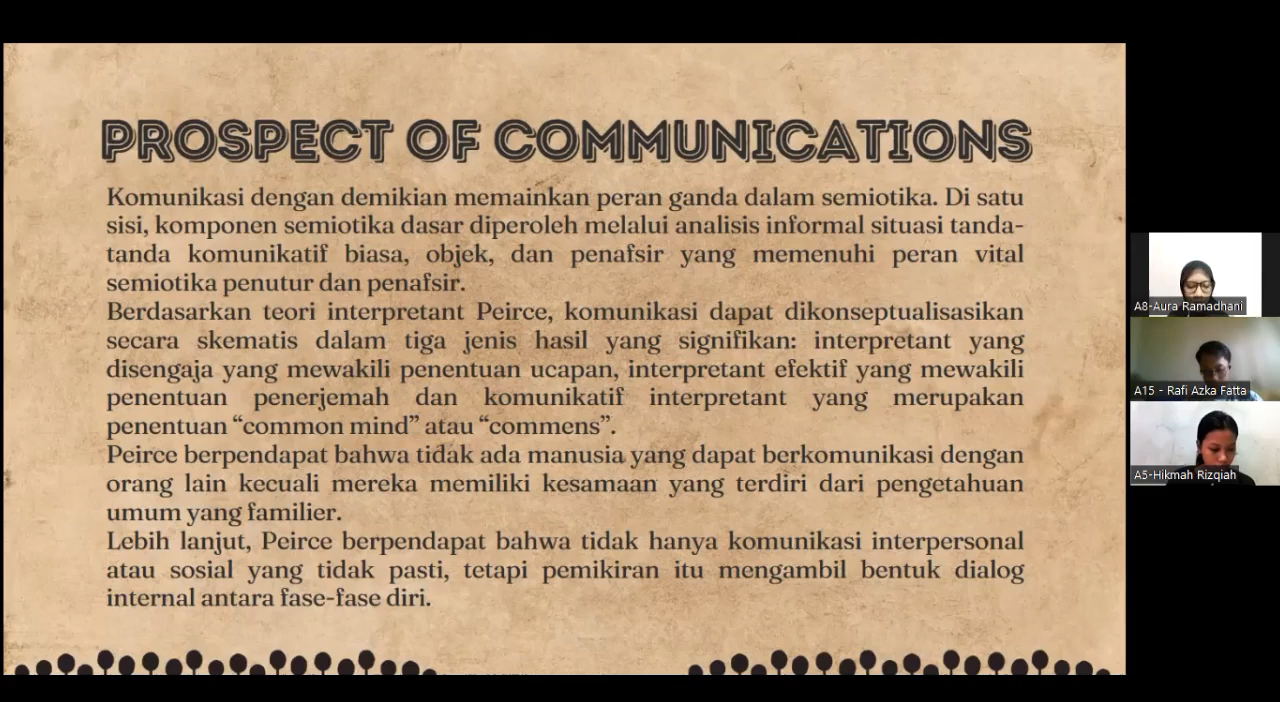 PROSPECT OF COMMUNICATIONS
Komunikasi dengan demikian memainkan peran ganda dalam semiotika. Di satu
sisi, komponen semiotika dasar diperoleh melalui analisis informal situasi tanda-
tanda komunikatif biasa, objek, dan penafsir yang memenuhi peran vital
semiotika penutur dan penafsir.
Berdasarkan teori interpretant Peirce, komunikasi dapat dikonseptualisasikan
secara skematis dalam tiga jenis hasil yang signifikan: interpretant yang
disengaja yang mewakili penentuan ucapan, interpretant efektif yang mewakili
penentuan penerjemah dan komunikatif interpretant yang merupakan
penentuan “common mind” atau “commens”.
Peirce berpendapat bahwa tidak ada manusia yang dapat berkomunikasi dengan
orang lain kecuali mereka memiliki kesamaan yang terdiri dari pengetahuan
umum yang familier.
Lebih lanjut, Peirce berpendapat bahwa tidak hanya komunikasi interpersonal
atau sosial yang tidak pasti, tetapi pemikiran itu mengambil bentuk dialog
internal antara fase-fase diri.
A8-Aura Ramadhani
A15 - Rafi Azka Fatta
A5-Hikmah Rizqiah